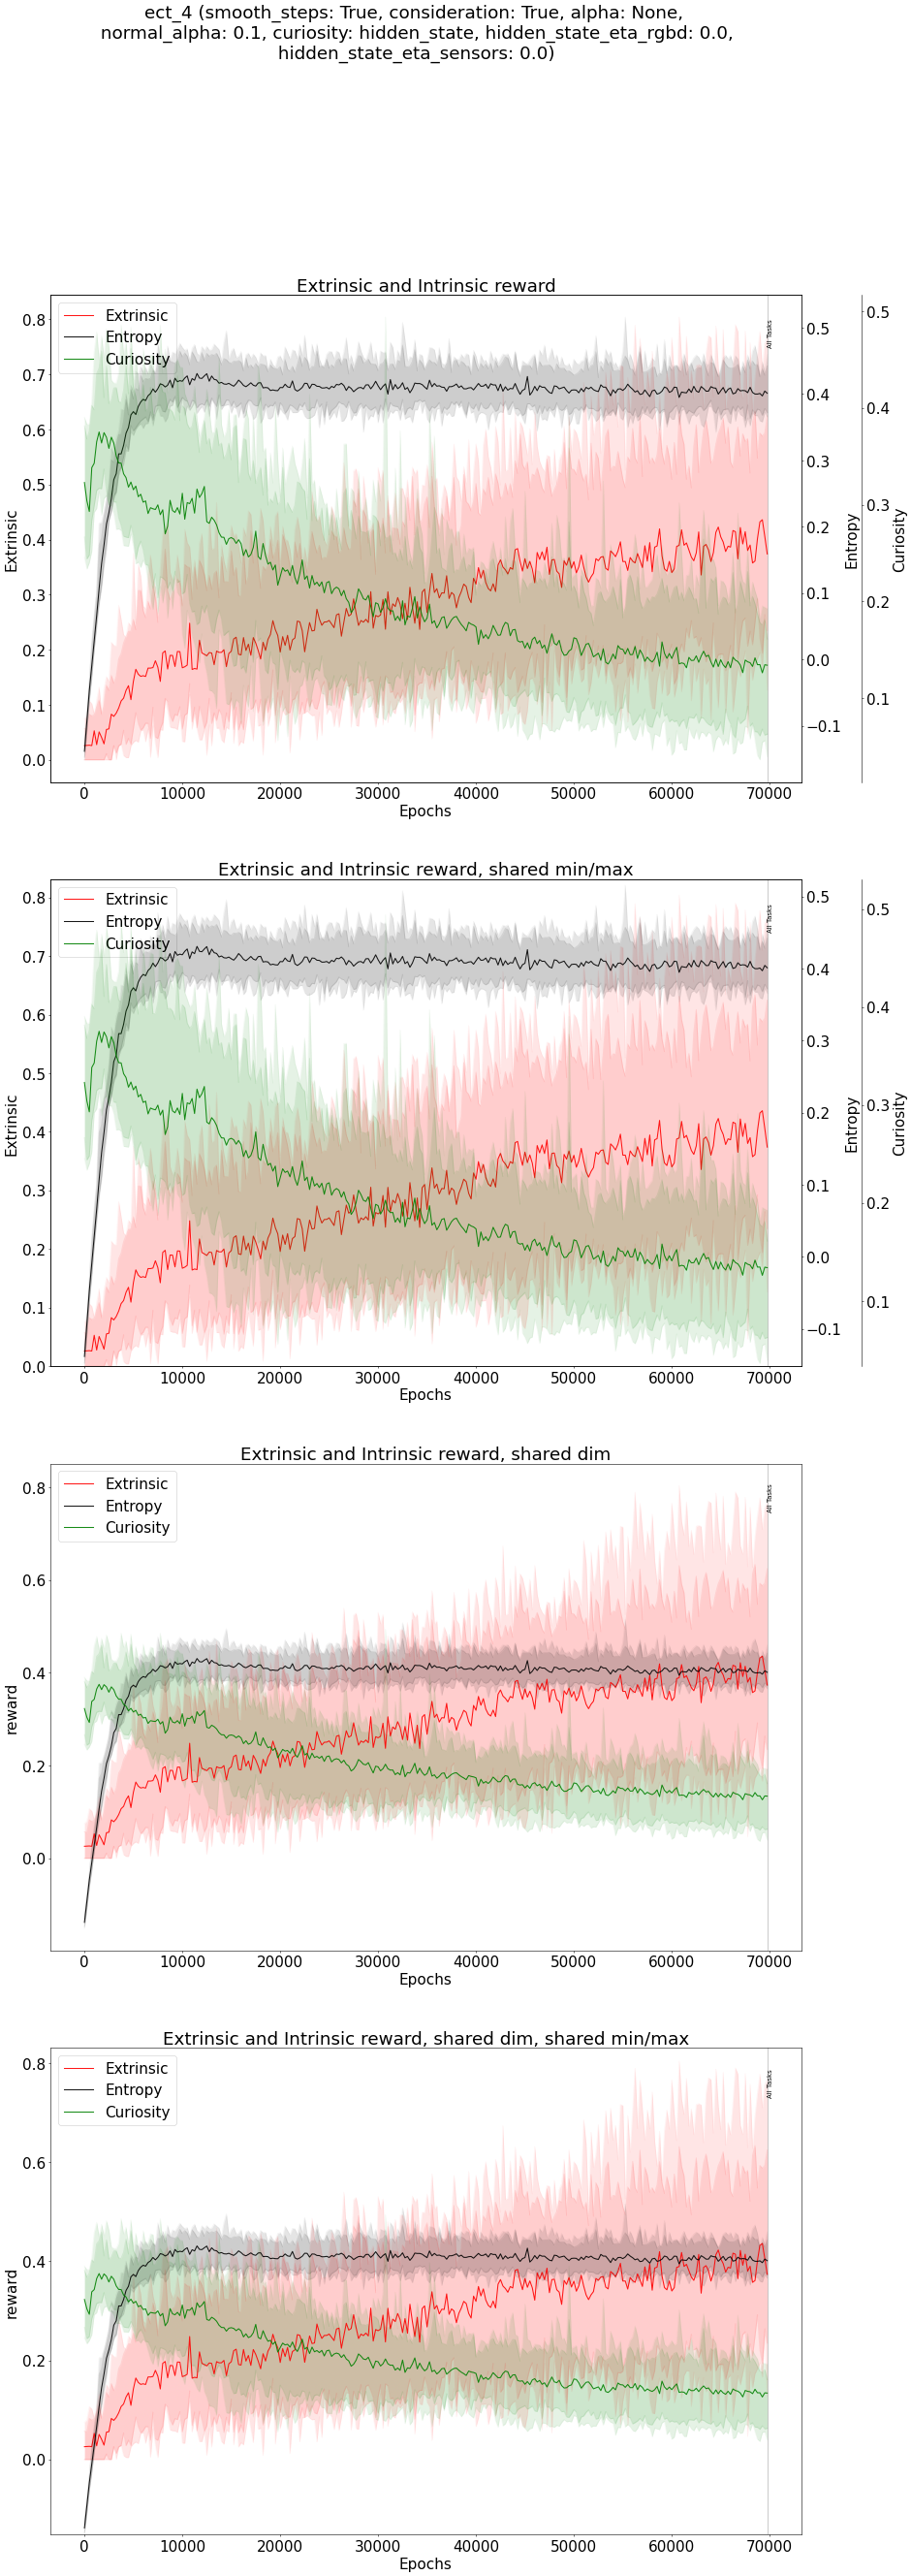 ect_4 (smooth_steps: True, consideration: True, alpha: None,
normal_alpha: 0.1, curiosity: hidden_state, hidden_state_eta_rgbd: 0.0,
hidden_state_eta_sensors: 0.0)
Extrinsic and Intrinsic reward
Extrinsic
Entropy
Curiosity
All Tasks
0.8
0.7
0.6
0.5
0.4
0.3
0.2
0.1
0.0
Extrinsic
0.5
0.4
0.3
0.2
0.1
0.0
−0.1
Entropy
0.5
0.4
0.3
0.2
0.1
Curiosity
0 10000 20000 30000 40000 50000 60000 70000
Epochs
Extrinsic and Intrinsic reward, shared min/max
Extrinsic
Entropy
Curiosity
All Tasks
0.8
0.7
0.6
0.5
0.4
0.3
0.2
0.1
0.0
Extrinsic
0.5
0.4
0.3
0.2
0.1
0.0
−0.1
Entropy
0.5
0.4
0.3
0.2
0.1
Curiosity
0 10000 20000 30000 40000 50000 60000 70000
Epochs
Extrinsic and Intrinsic reward, shared dim
Extrinsic
Entropy
Curiosity
All Tasks
0.8
0.6
0.4
0.2
0.0
reward
0 10000 20000 30000 40000 50000 60000 70000
Epochs
Extrinsic and Intrinsic reward, shared dim, shared min/max
Extrinsic
Entropy
Curiosity
All Tasks
0.8
0.6
0.4
0.2
0.0
reward
0 10000 20000 30000 40000 50000 60000 70000
Epochs